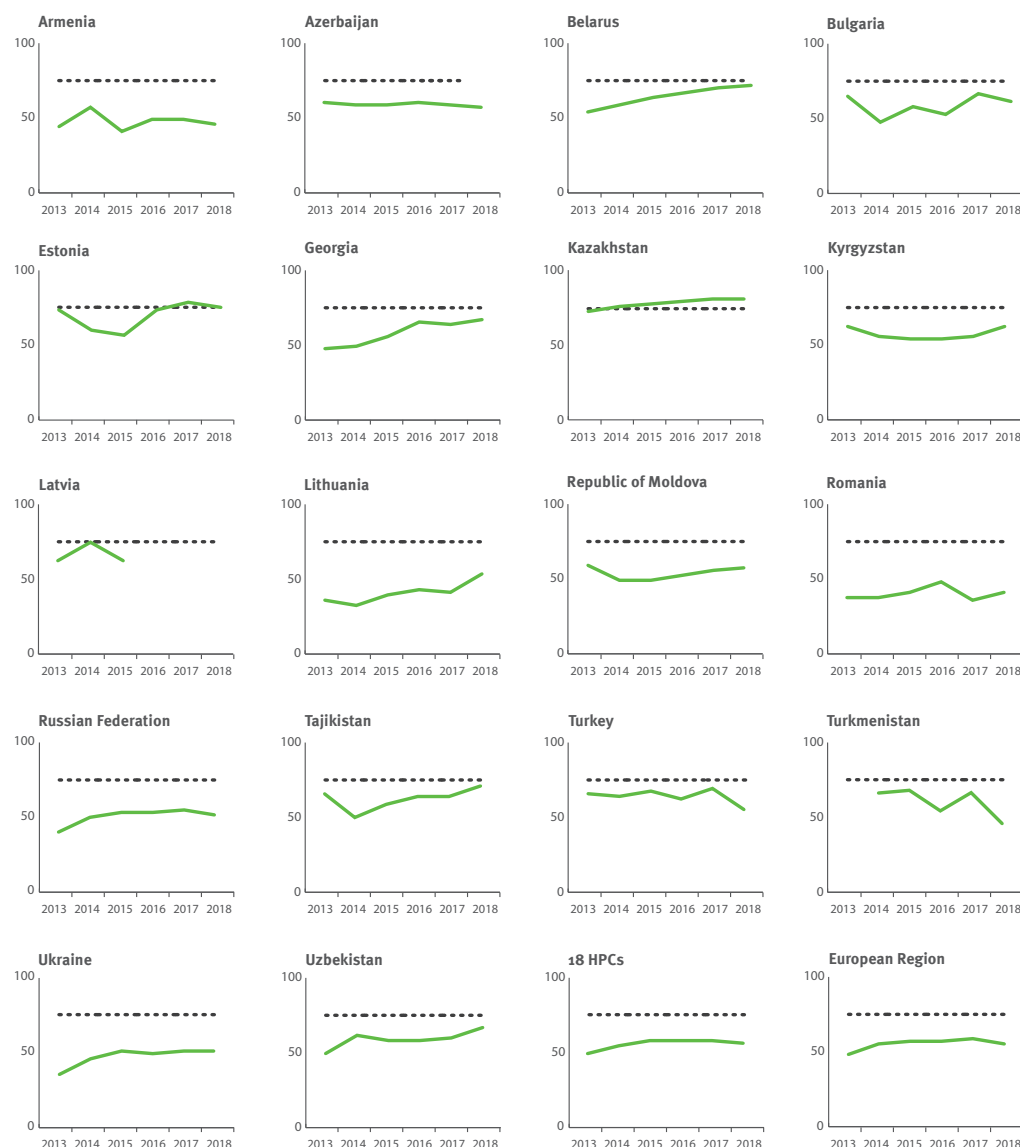 Armenia
100
50
0
2013 2014 2015 2016 2017 2018
Azerbaijan
100
50
0
2013 2014 2015 2016 2017 2018
Belarus
100
50
0
2013 2014 2015 2016 2017 2018
Bulgaria
100
50
0
2013 2014 2015 2016 2017 2018
Estonia
100
50
0
2013 2014 2015 2016 2017 2018
Georgia
100
50
0
2013 2014 2015 2016 2017 2018
Kazakhstan
100
50
0
2013 2014 2015 2016 2017 2018
Kyrgyzstan
100
50
0
2013 2014 2015 2016 2017 2018
Latvia
100
50
0
2013 2014 2015 2016 2017 2018
Lithuania
100
50
0
2013 2014 2015 2016 2017 2018
Republic of Moldova
100
50
0
2013 2014 2015 2016 2017 2018
Romania
100
50
0
2013 2014 2015 2016 2017 2018
Russian Federation
100
50
0
2013 2014 2015 2016 2017 2018
Tajikistan
100
50
0
2013 2014 2015 2016 2017 2018
Turkey
100
50
0
2013 2014 2015 2016 2017 2018
Turkmenistan
100
50
0
2013 2014 2015 2016 2017 2018
Ukraine
100
50
0
2013 2014 2015 2016 2017 2018
Uzbekistan
100
50
0
2013 2014 2015 2016 2017 2018
18 HPCs
100
50
0
2013 2014 2015 2016 2017 2018
European Region
100
50
0
2013 2014 2015 2016 2017 2018